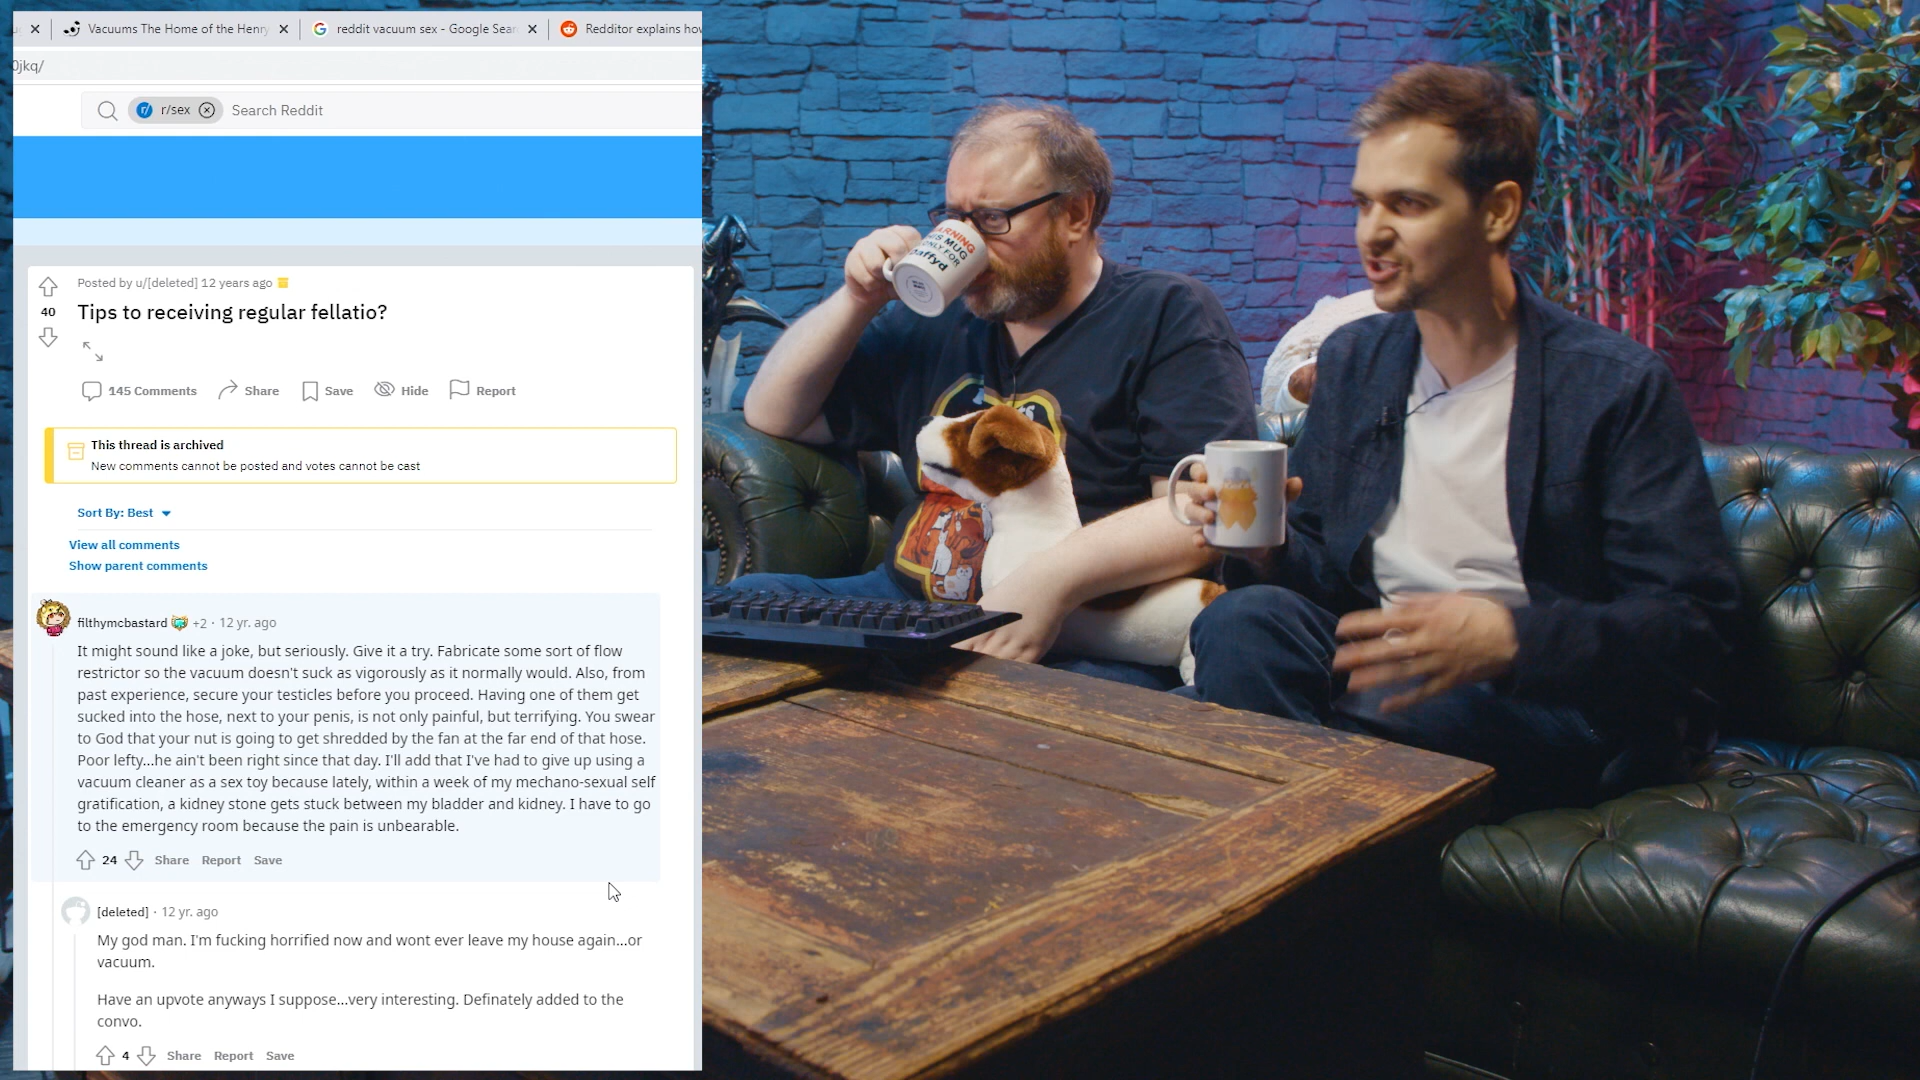 Vacuums The Home of the Henry
reddit vacuum sex - Google Sear
Redditor explains how
0jkq/
r/ r/sex Search Reddit
Posted by u/[deleted] 12 years ago
40
Tips to receiving regular fellatio?
145 Comments Share Save Hide Report
This thread is archived
New comments cannot be posted and votes cannot be cast
Sort By: Best
View all comments
Show parent comments
filthymcbastard +2 · 12 yr. ago
It might sound like a joke, but seriously. Give it a try. Fabricate some sort of flow
restrictor so the vacuum doesn't suck as vigorously as it normally would. Also, from
past experience, secure your testicles before you proceed. Having one of them get
sucked into the hose, next to your penis, is not only painful, but terrifying. You swear
to God that your nut is going to get shredded by the fan at the far end of that hose.
Poor lefty...he ain't been right since that day. I'll add that I've had to give up using a
vacuum cleaner as a sex toy because lately, within a week of my mechano-sexual self
gratification, a kidney stone gets stuck between my bladder and kidney. I have to go
to the emergency room because the pain is unbearable.
24 Share Report Save
[deleted] · 12 yr. ago
My god man. I'm fucking horrified now and wont ever leave my house again...or
vacuum.
Have an upvote anyways I suppose...very interesting. Definately added to the
convo.
4 Share Report Save
MUG
ONLY FOR
Daffyd